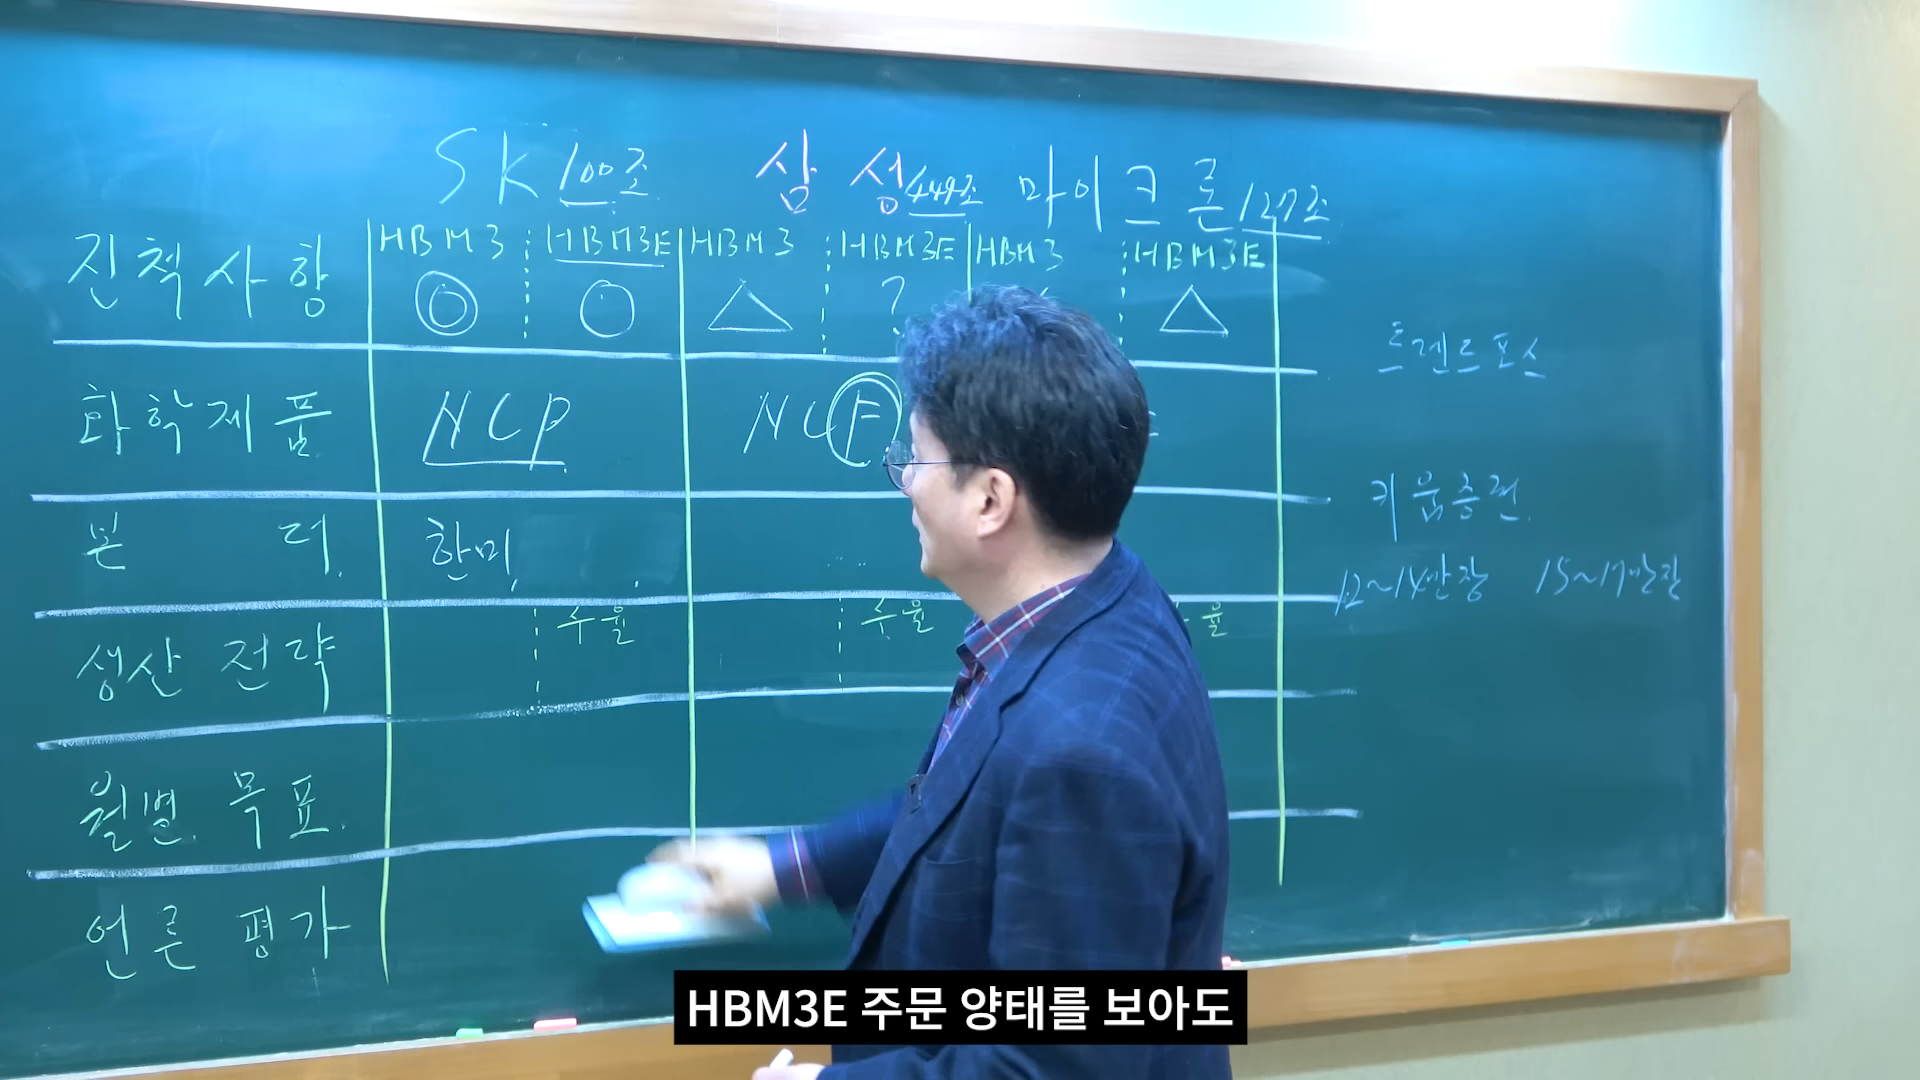 SK 100조 삼성 449조 마이크론 127조
진척사항 HBM3 HBM3E HBM3 HBM3E HBM3 HBM3E
?
화학제품 NCP NCF
본더. 한미,
생산 전략 수율 수율 율
월별 목표.
언론 평가
트렌드포스
키움증권.
12~14만장 15~17만장
HBM3E 주문 양태를 보아도